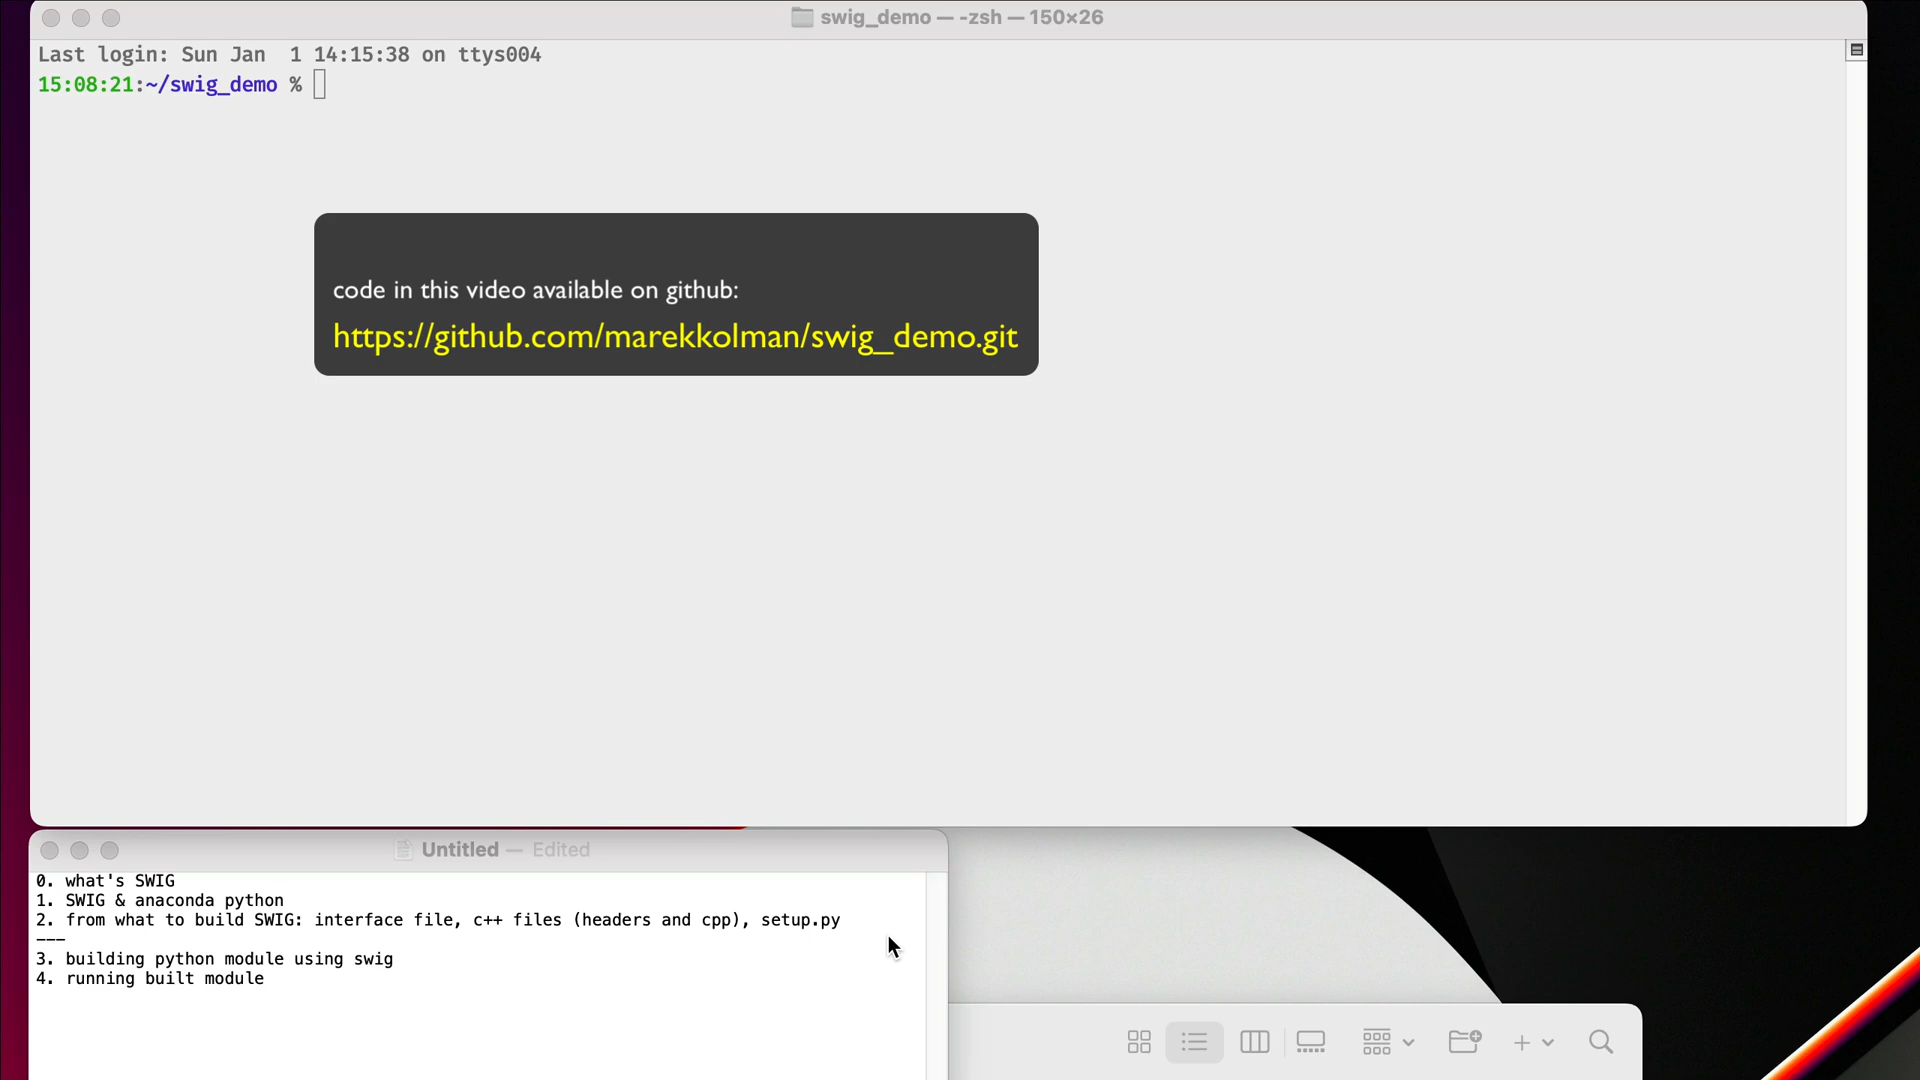 swig_demo — -zsh — 150×26
Last login: Sun Jan  1 14:15:38 on ttys004
15:08:21:~/swig_demo %
code in this video available on github:
https://github.com/marekkolman/swig_demo.git
Untitled — Edited
0. what's SWIG
1. SWIG & anaconda python
2. from what to build SWIG: interface file, c++ files (headers and cpp), setup.py
---
3. building python module using swig
4. running built module